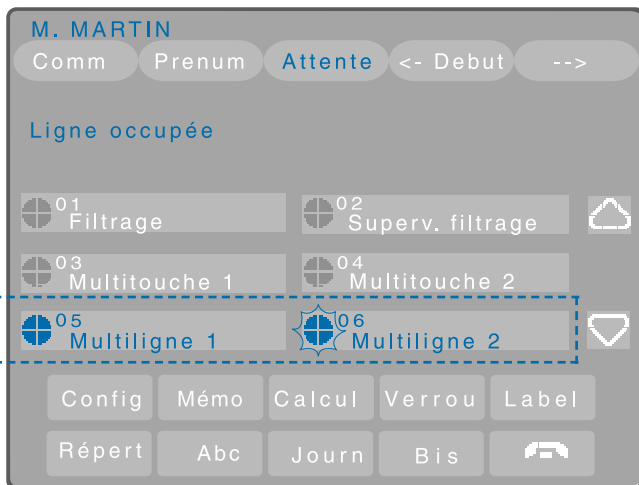 M. MARTIN
Comm Prenum Attente <- Debut -->
Ligne occupée
01 02
Filtrage Superv. filtrage
03 04
Multitouche 1 Multitouche 2
05 06
Multiligne 1 Multiligne 2
Config Mémo Calcul Verrou Label
Répert Abc Journ Bis